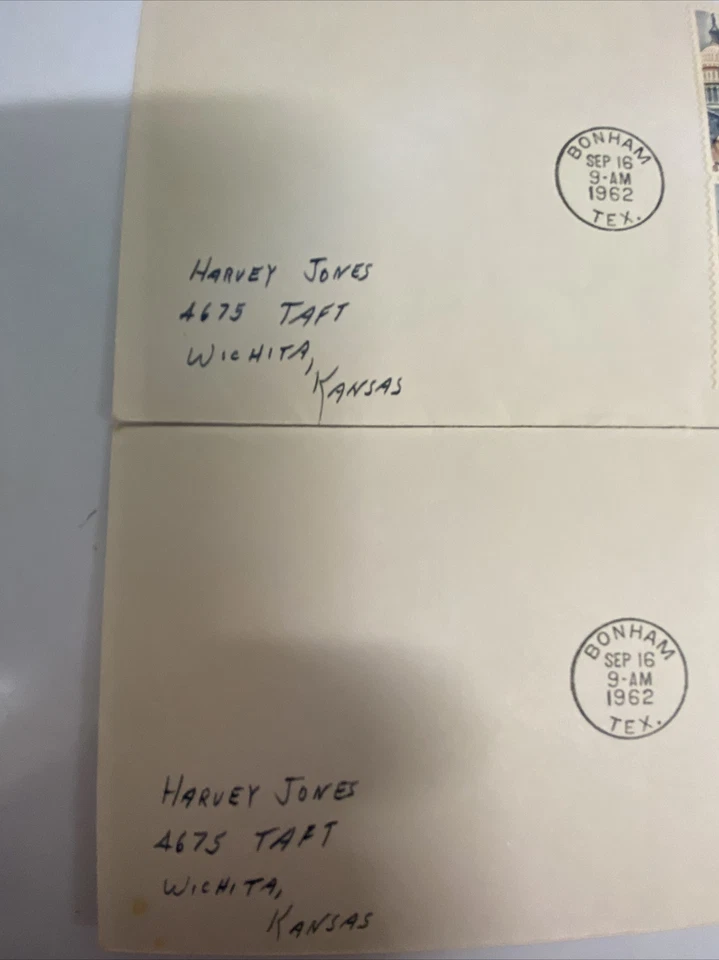 BONHAM
SEP 16
9-AM
1962
TEX.
HARVEY JONES
4675 TAFT
WICHITA,
KANSAS
BONHAM
SEP 16
9-AM
1962
TEX.
HARVEY JONES
4675 TAFT
WICHITA,
KANSAS